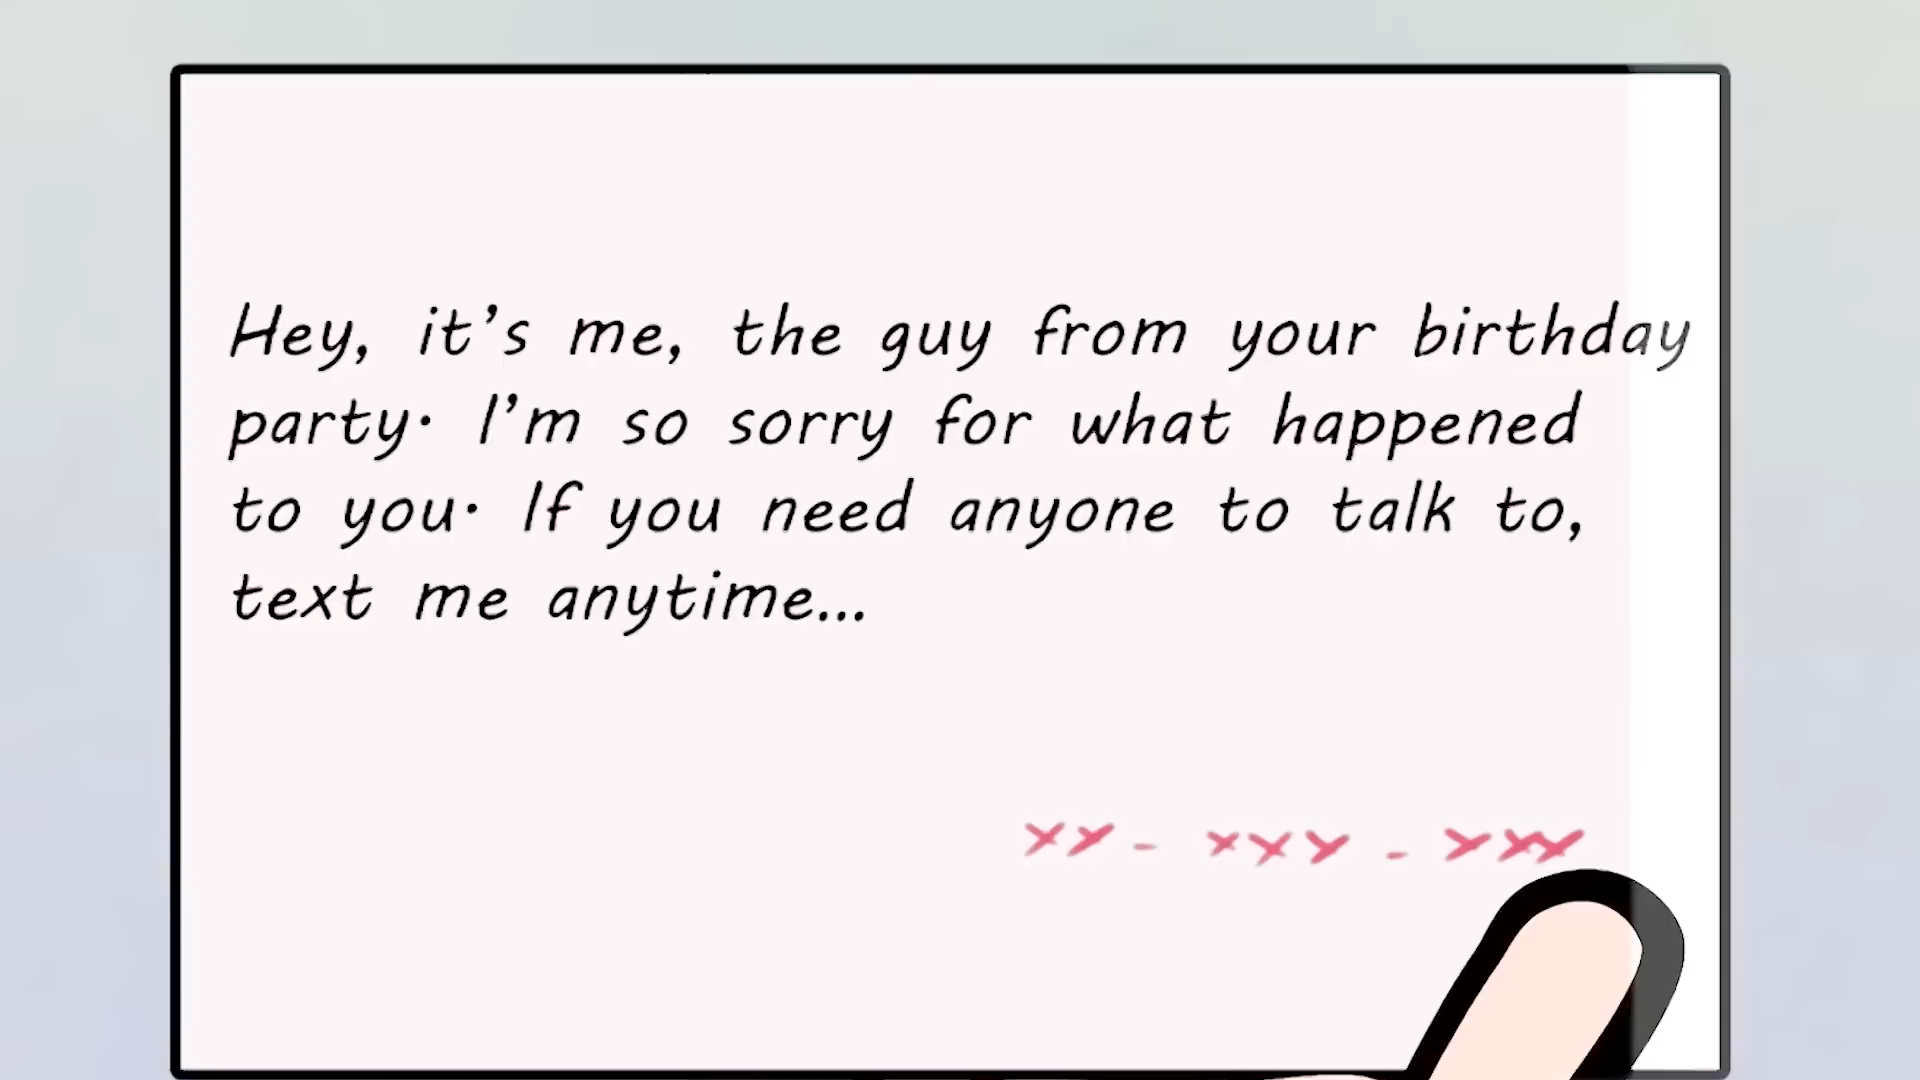 Hey, it’s me, the guy from your birthday
party. I’m so sorry for what happened
to you. If you need anyone to talk to,
text me anytime...
xx - xxx - xxx